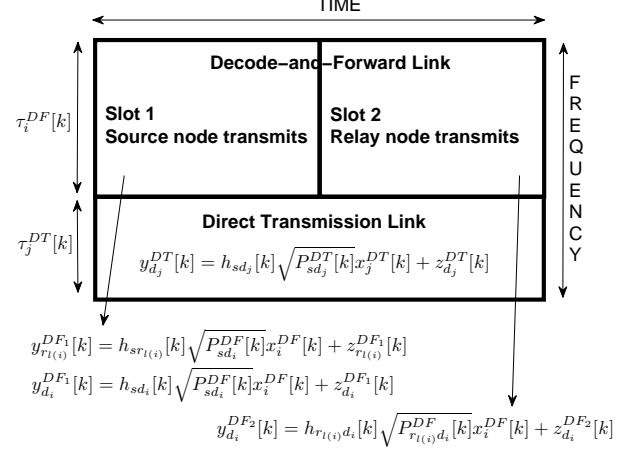 TIME
Decode–and–Forward Link
Slot 1
Source node transmits
Slot 2
Relay node transmits
$\tau_i^{DF}[k]$
FREQUENCY
Direct Transmission Link
$\tau_j^{DT}[k]$
$y_{d_j}^{DT}[k] = h_{sd_j}[k]\sqrt{P_{sd_j}^{DT}[k]}x_j^{DT}[k] + z_{d_j}^{DT}[k]$
$y_{r_{l(i)}}^{DF_1}[k] = h_{sr_{l(i)}}[k]\sqrt{P_{sd_i}^{DF}[k]}x_i^{DF}[k] + z_{r_{l(i)}}^{DF_1}[k]$
$y_{d_i}^{DF_1}[k] = h_{sd_i}[k]\sqrt{P_{sd_i}^{DF}[k]}x_i^{DF}[k] + z_{d_i}^{DF_1}[k]$
$y_{d_i}^{DF_2}[k] = h_{r_{l(i)}d_i}[k]\sqrt{P_{r_{l(i)}d_i}^{DF}[k]}x_i^{DF}[k] + z_{d_i}^{DF_2}[k]$